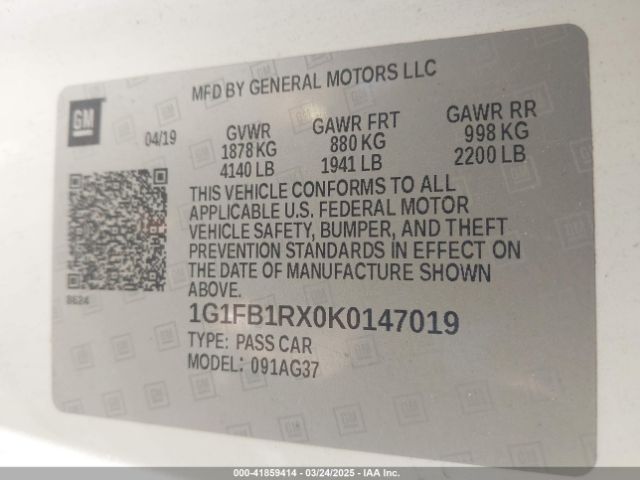 MFD BY GENERAL MOTORS LLC
GM
04/19
GVWR GAWR FRT GAWR RR
1878 KG 880 KG 998 KG
4140 LB 1941 LB 2200 LB
THIS VEHICLE CONFORMS TO ALL
APPLICABLE U.S. FEDERAL MOTOR
VEHICLE SAFETY, BUMPER, AND THEFT
PREVENTION STANDARDS IN EFFECT ON
THE DATE OF MANUFACTURE SHOWN
ABOVE.
8624
1G1FB1RX0K0147019
TYPE: PASS CAR
MODEL: 091AG37
000-41859414 - 03/24/2025 - IAA Inc.